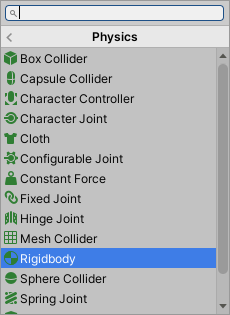 Physics
Box Collider
Capsule Collider
Character Controller
Character Joint
Cloth
Configurable Joint
Constant Force
Fixed Joint
Hinge Joint
Mesh Collider
Rigidbody
Sphere Collider
Spring Joint